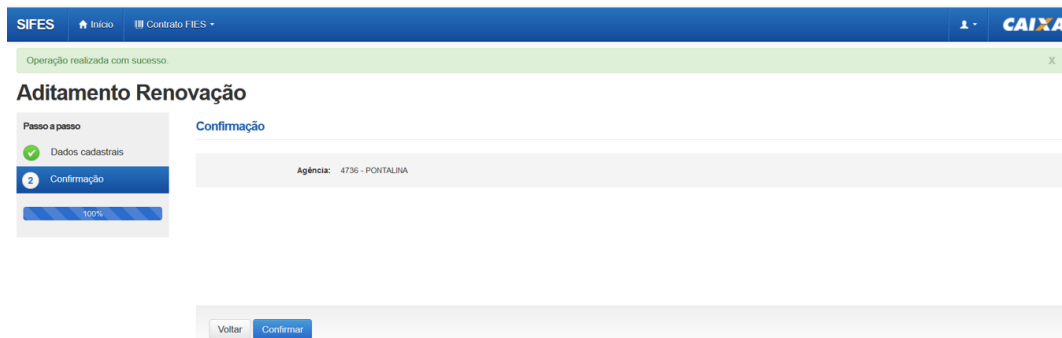 SIFES Início Contrato FIES CAIXA
Operação realizada com sucesso. X
Aditamento Renovação
Passo a passo
Confirmação
Dados cadastrais
2 Confirmação
Agência: 4736 - PONTALINA
100%
Voltar Confirmar